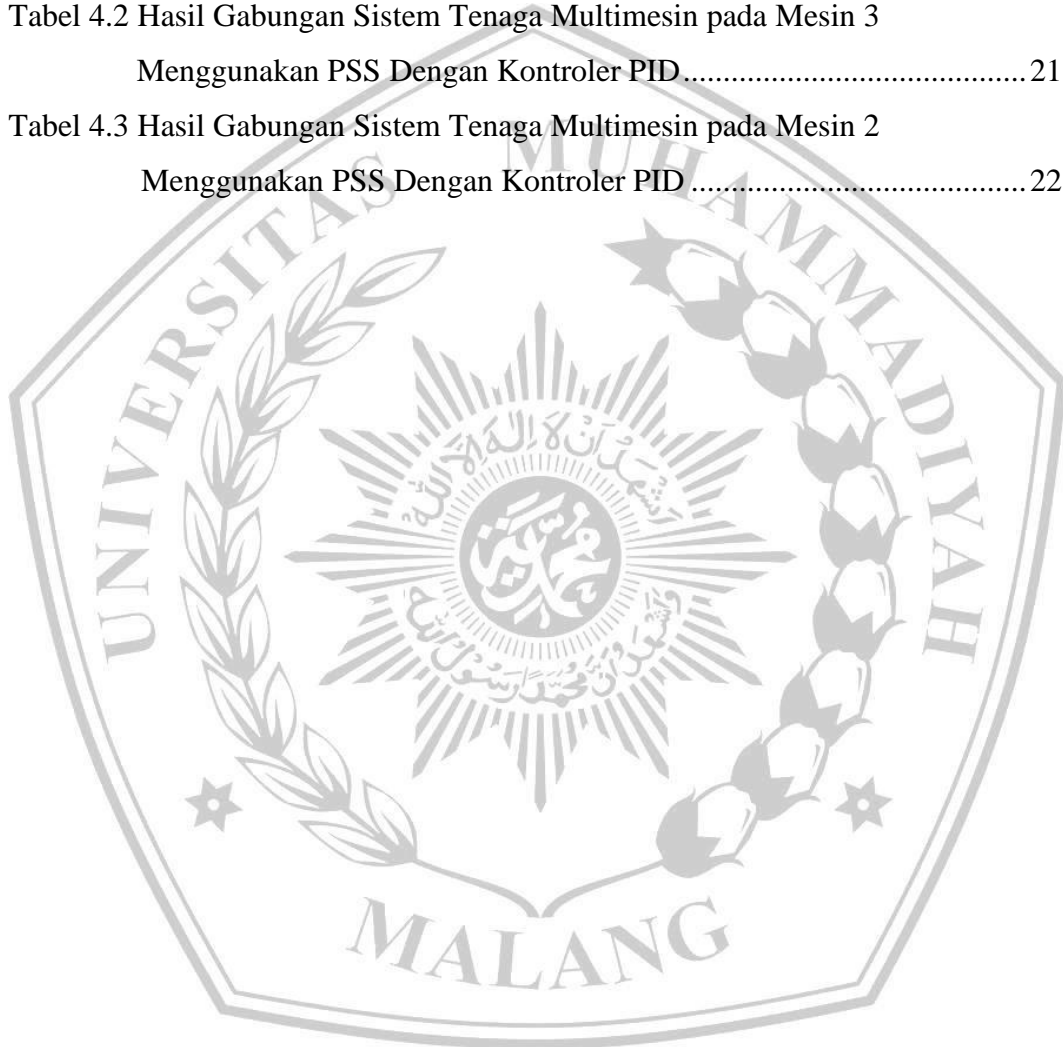 Tabel 4.2 Hasil Gabungan Sistem Tenaga Multimesin pada Mesin 3
Menggunakan PSS Dengan Kontroler PID.....................................21
Tabel 4.3 Hasil Gabungan Sistem Tenaga Multimesin pada Mesin 2
Menggunakan PSS Dengan Kontroler PID ....................................22
UNIVERSITAS MUHAMMADIYAH
MALANG